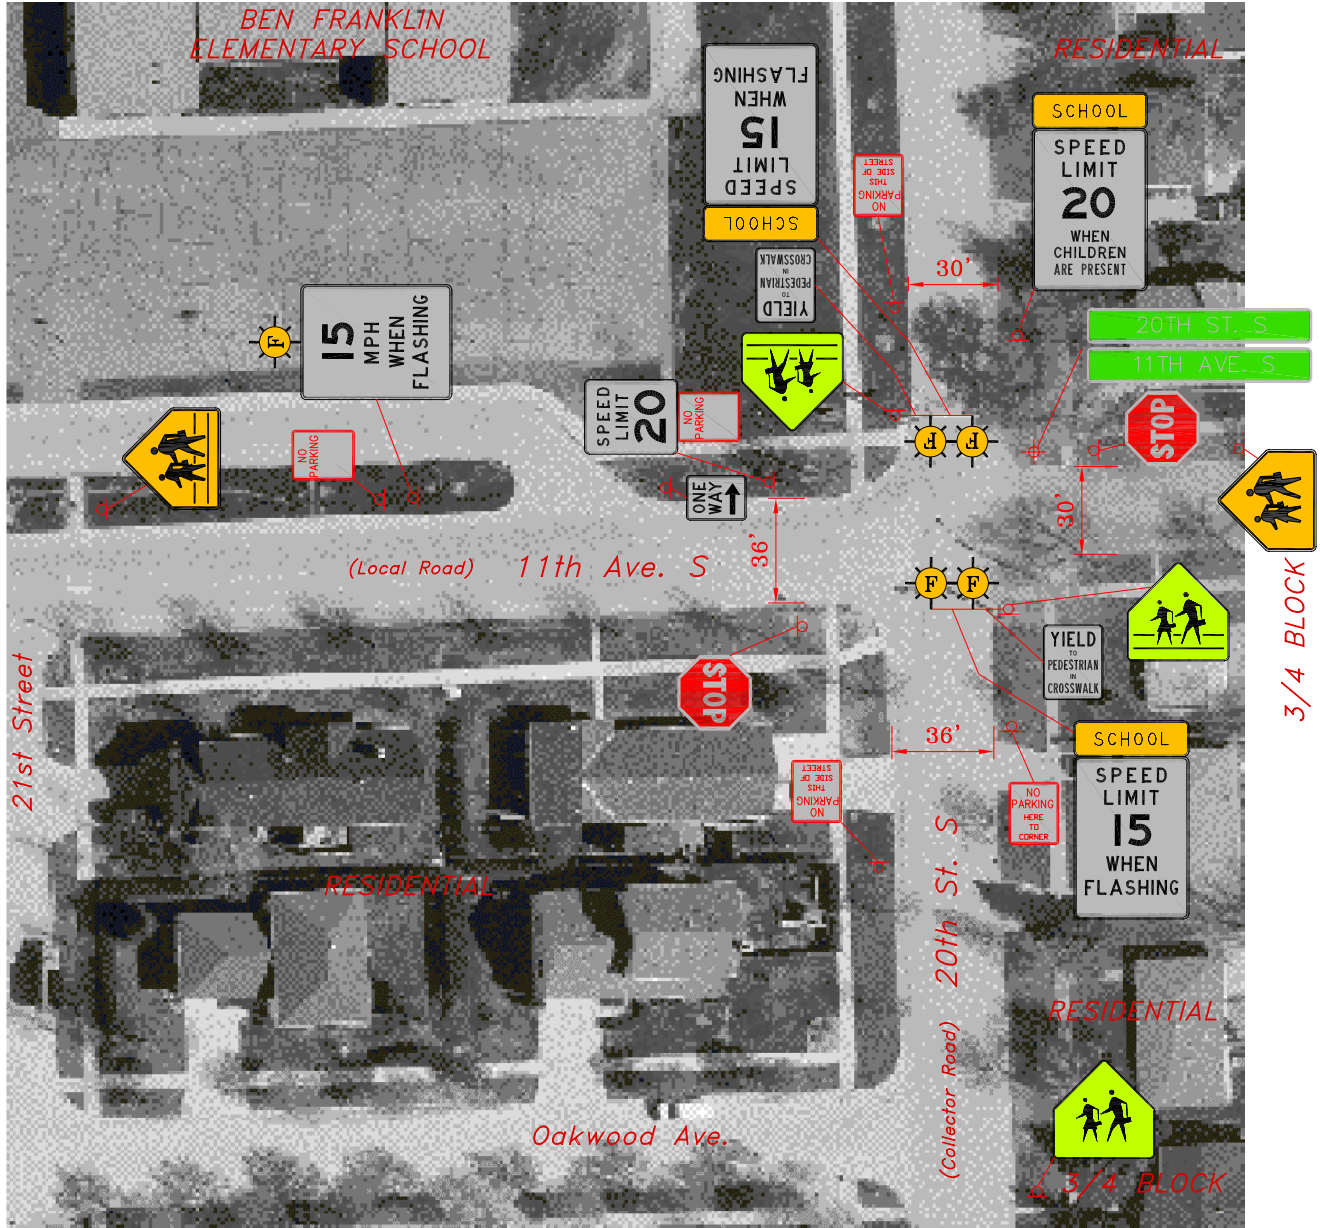 BEN FRANKLIN
ELEMENTARY SCHOOL
RESIDENTIAL
SCHOOL
SPEED
LIMIT
15
WHEN
FLASHING
NO
PARKING
THIS
SIDE OF
STREET
SCHOOL
SPEED
LIMIT
20
WHEN
CHILDREN
ARE PRESENT
YIELD
TO
PEDESTRIAN
IN
CROSSWALK
30'
20TH ST. S
11TH AVE. S
15
MPH
WHEN
FLASHING
F
SPEED
LIMIT
20
NO
PARKING
STOP
F F
NO
PARKING
ONE
WAY
30'
36'
(Local Road)
11th Ave. S
F F
3/4 BLOCK
YIELD
TO
PEDESTRIAN
IN
CROSSWALK
STOP
21st Street
36'
SCHOOL
SPEED
LIMIT
15
WHEN
FLASHING
NO
PARKING
THIS
SIDE OF
STREET
NO
PARKING
HERE
TO
CORNER
RESIDENTIAL
20th St. S
(Collector Road)
RESIDENTIAL
Oakwood Ave.
3/4 BLOCK